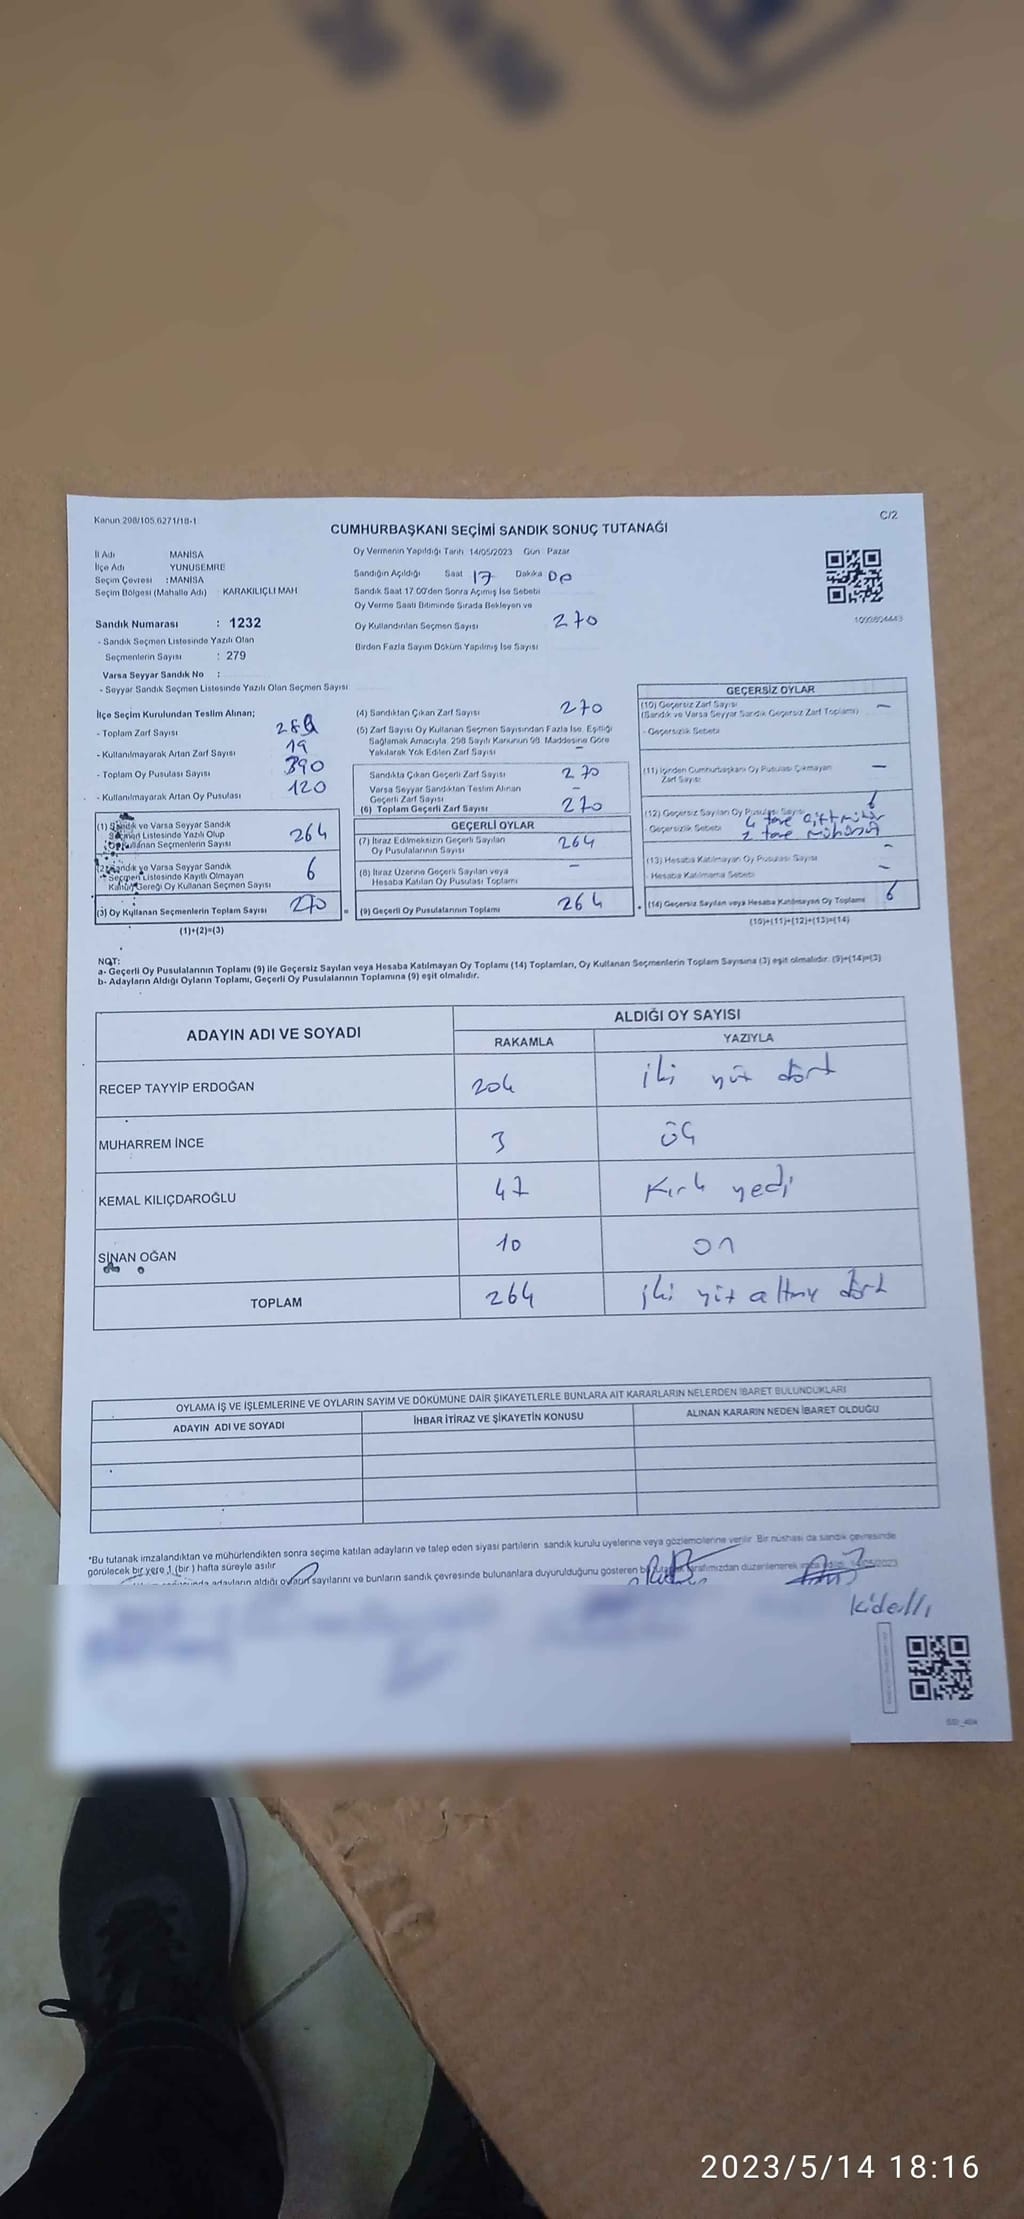 Kanun 298/105 6271/18-1
C/2
CUMHURBAŞKANI SEÇİMİ SANDIK SONUÇ TUTANAĞI
İl Adı MANİSA
İlçe Adı YUNUSEMRE
Seçim Çevresi : MANİSA
Seçim Bölgesi (Mahalle Adı) KARAKILIÇLI MAH
Sandık Numarası : 1232
- Sandık Seçmen Listesinde Yazılı Olan
Seçmenlerin Sayısı : 279
Varsa Seyyar Sandık No :
- Seyyar Sandık Seçmen Listesinde Yazılı Olan Seçmen Sayısı
Oy Vermenin Yapıldığı Tarih 14/05/2023 Gün Pazar
Sandığın Açıldığı Saat 17 Dakika 00
Sandık Saat 17 00'den Sonra Açımış İse Sebebi
Oy Verme Saati Bitiminde Sırada Bekleyen ve
Oy Kullandırılan Seçmen Sayısı 270
Birden Fazla Sayım Döküm Yapılmış İse Sayısı
İlçe Seçim Kurulundan Teslim Alınan;
- Toplam Zarf Sayısı
- Kullanılmayarak Artan Zarf Sayısı 19
- Toplam Oy Pusulası Sayısı 390
- Kullanılmayarak Artan Oy Pusulası 120
(1) Sandık ve Varsa Seyyar Sandık
Seçmen Listesinde Yazılı Olup
Oy Kullanan Seçmenlerin Sayısı 264
(2) Sandık ve Varsa Seyyar Sandık
Seçmen Listesinde Kayıtlı Olmayan
Kanun Gereği Oy Kullanan Seçmen Sayısı 6
(3) Oy Kullanan Seçmenlerin Toplam Sayısı 270
(1)+(2)=(3)
(4) Sandıktan Çıkan Zarf Sayısı 270
(5) Zarf Sayısı Oy Kullanan Seçmen Sayısından Fazla İse, Eşitliği
Sağlamak Amacıyla, 298 Sayılı Kanunun 98. Maddesine Göre
Yakılarak Yok Edilen Zarf Sayısı –
Sandıkta Çıkan Geçerli Zarf Sayısı 270
Varsa Seyyar Sandıktan Teslim Alınan
Geçerli Zarf Sayısı –
(6) Toplam Geçerli Zarf Sayısı 270
GEÇERLİ OYLAR
(7) İtiraz Edilmeksizin Geçerli Sayılan
Oy Pusulalarının Sayısı 264
(8) İtiraz Üzerine Geçerli Sayılan veya
Hesaba Katılan Oy Pusulası Toplamı –
(9) Geçerli Oy Pusulalarının Toplamı 264
GEÇERSİZ OYLAR
(10) Geçersiz Zarf Sayısı –
(Sandık ve Varsa Seyyar Sandık Geçersiz Zarf Toplamı)
- Geçersizlik Sebebi
(11) İçinden Cumhurbaşkanı Oy Pusulası Çıkmayan
Zarf Sayısı –
(12) Geçersiz Sayılan Oy Pusulası Sayısı 6
- Geçersizlik Sebebi 4 tane çift mühür
2 tane mühürsüz
(13) Hesaba Katılmayan Oy Pusulası Sayısı –
- Hesaba Katılmama Sebebi –
(14) Geçersiz Sayılan veya Hesaba Katılmayan Oy Toplamı 6
(10)+(11)+(12)+(13)=(14)
NOT:
a- Geçerli Oy Pusulalarının Toplamı (9) ile Geçersiz Sayılan veya Hesaba Katılmayan Oy Toplamı (14) Toplamları, Oy Kullanan Seçmenlerin Toplam Sayısına (3) eşit olmalıdır. (9)+(14)=(3)
b- Adayların Aldığı Oyların Toplamı, Geçerli Oy Pusulalarının Toplamına (9) eşit olmalıdır.
ADAYIN ADI VE SOYADI ALDIĞI OY SAYISI
RAKAMLA YAZIYLA
RECEP TAYYİP ERDOĞAN 204 iki yüz dört
MUHARREM İNCE 3 üç
KEMAL KILIÇDAROĞLU 47 Kırk yedi
SİNAN OĞAN 10 on
TOPLAM 264 iki yüz altmış dört
OYLAMA İŞ VE İŞLEMLERİNE VE OYLARIN SAYIM VE DÖKÜMÜNE DAİR ŞİKAYETLERLE BUNLARA AİT KARARLARIN NELERDEN İBARET BULUNDUKLARI
ADAYIN ADI VE SOYADI İHBAR İTİRAZ VE ŞİKAYETİN KONUSU ALINAN KARARIN NEDEN İBARET OLDUĞU
*Bu tutanak imzalandıktan ve mühürlendikten sonra seçime katılan adayların ve talep eden siyasi partilerin sandık kurulu üyelerine veya gözlemcilerine verilir. Bir nüshası da sandık çevresinde
görülecek bir yere 1 (bir) hafta süreyle asılır.
adayların aldığı oyların sayılarını ve bunların sandık çevresinde bulunanlara duyurulduğunu gösteren tarafımızdan düzenlenerek 14/05/2023
2023/5/14 18:16